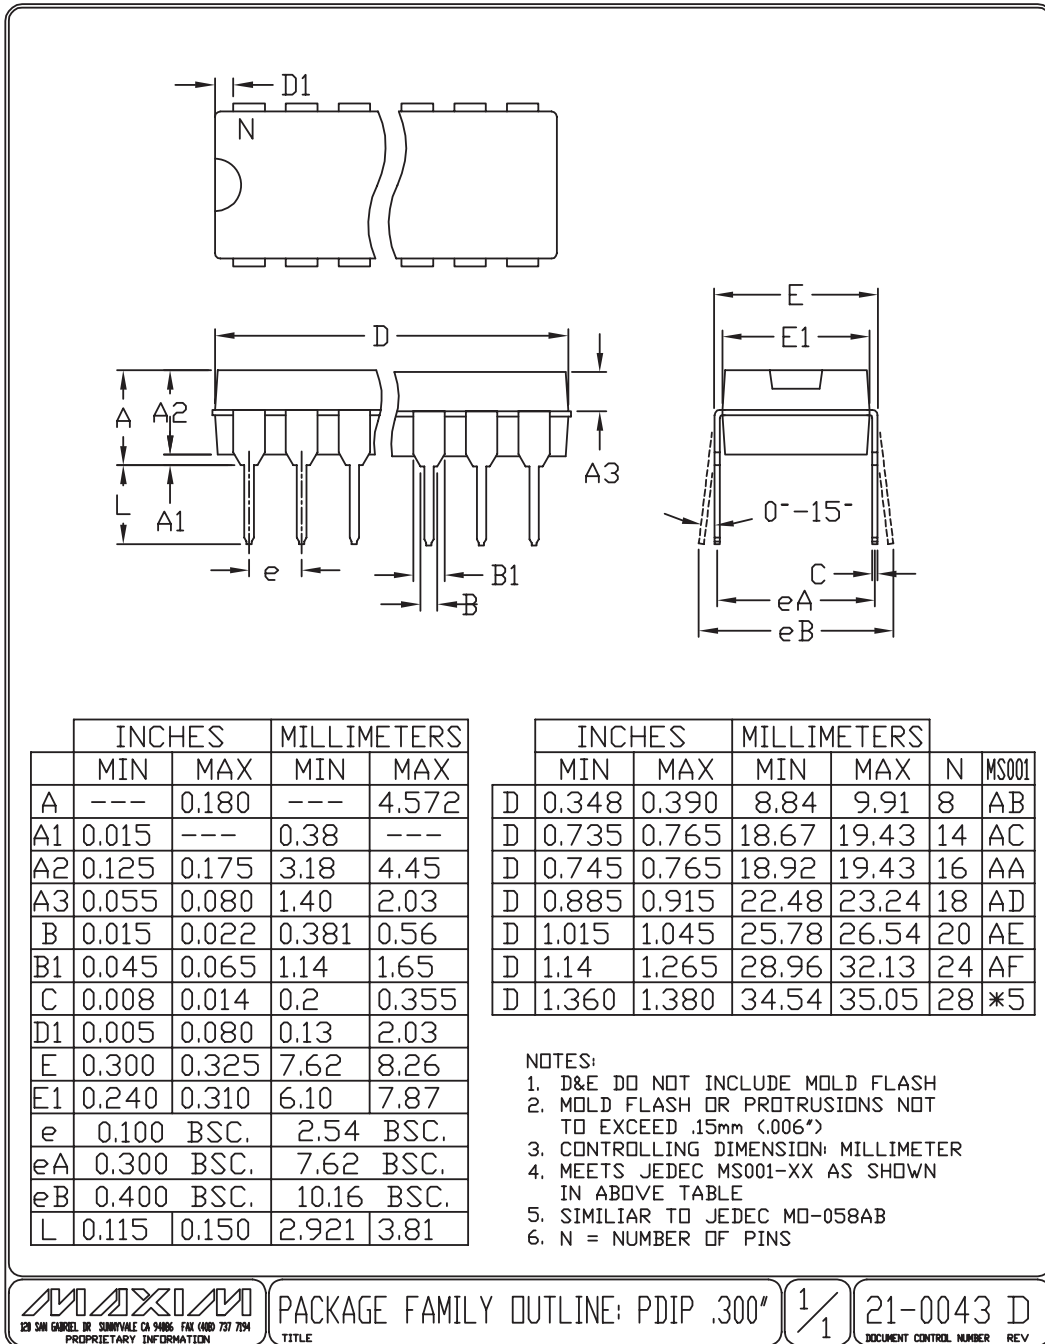 D1
N
E
E1
D
A
A2
A3
L
A1
0°-15°
e
B1
B
C
eA
eB
INCHES MILLIMETERS
MIN MAX MIN MAX
A --- 0.180 --- 4.572
A1 0.015 --- 0.38 ---
A2 0.125 0.175 3.18 4.45
A3 0.055 0.080 1.40 2.03
B 0.015 0.022 0.381 0.56
B1 0.045 0.065 1.14 1.65
C 0.008 0.014 0.2 0.355
D1 0.005 0.080 0.13 2.03
E 0.300 0.325 7.62 8.26
E1 0.240 0.310 6.10 7.87
e 0.100 BSC. 2.54 BSC.
eA 0.300 BSC. 7.62 BSC.
eB 0.400 BSC. 10.16 BSC.
L 0.115 0.150 2.921 3.81
INCHES MILLIMETERS
MIN MAX MIN MAX N MS001
D 0.348 0.390 8.84 9.91 8 AB
D 0.735 0.765 18.67 19.43 14 AC
D 0.745 0.765 18.92 19.43 16 AA
D 0.885 0.915 22.48 23.24 18 AD
D 1.015 1.045 25.78 26.54 20 AE
D 1.14 1.265 28.96 32.13 24 AF
D 1.360 1.380 34.54 35.05 28 *5
NOTES:
1. D&E DO NOT INCLUDE MOLD FLASH
2. MOLD FLASH OR PROTRUSIONS NOT
TO EXCEED .15mm (.006")
3. CONTROLLING DIMENSION: MILLIMETER
4. MEETS JEDEC MS001-XX AS SHOWN
IN ABOVE TABLE
5. SIMILIAR TO JEDEC MO-058AB
6. N = NUMBER OF PINS
MAXIM
120 SAN GABRIEL DR SUNNYVALE CA 94086 FAX (408) 737 7194
PROPRIETARY INFORMATION
PACKAGE FAMILY OUTLINE: PDIP .300"
TITLE
1/1
21-0043 D
DOCUMENT CONTROL NUMBER REV